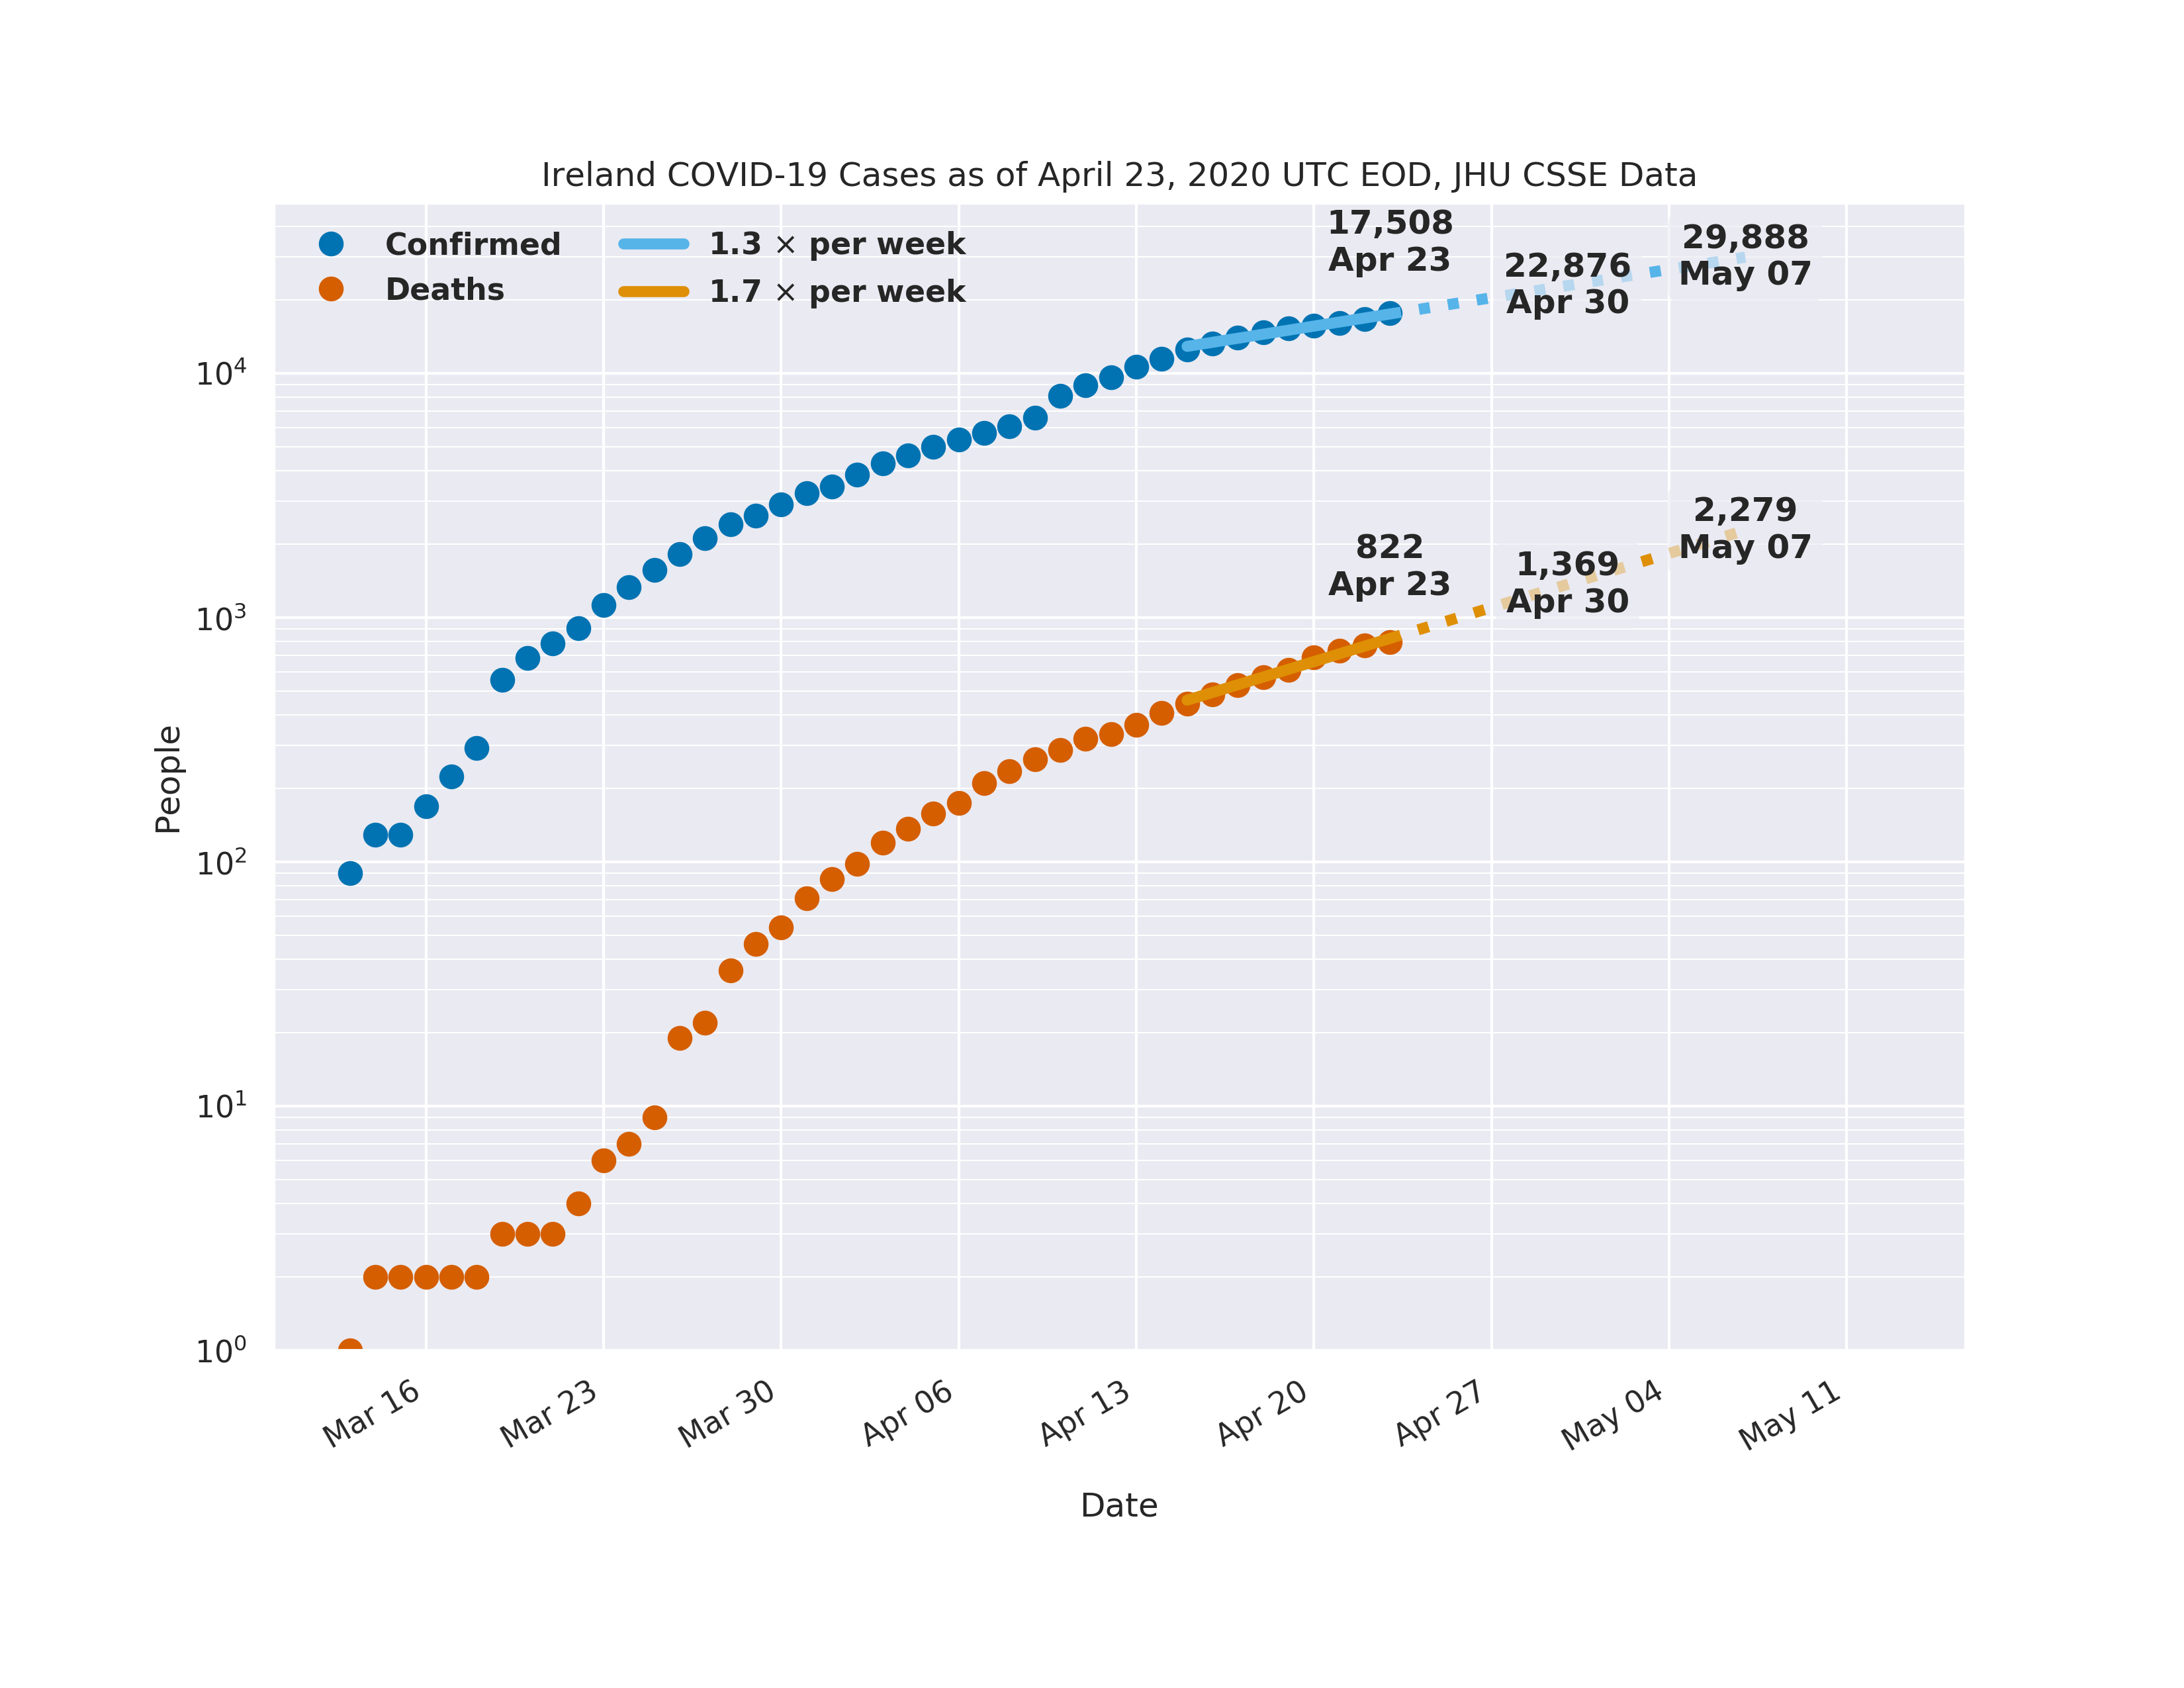 Ireland COVID-19 Cases as of April 23, 2020 UTC EOD, JHU CSSE Data
Confirmed
Deaths
1.3 × per week
1.7 × per week
17,508
Apr 23
22,876
Apr 30
29,888
May 07
822
Apr 23
1,369
Apr 30
2,279
May 07
People
10⁴
10³
10²
10¹
10⁰
Mar 16
Mar 23
Mar 30
Apr 06
Apr 13
Apr 20
Apr 27
May 04
May 11
Date